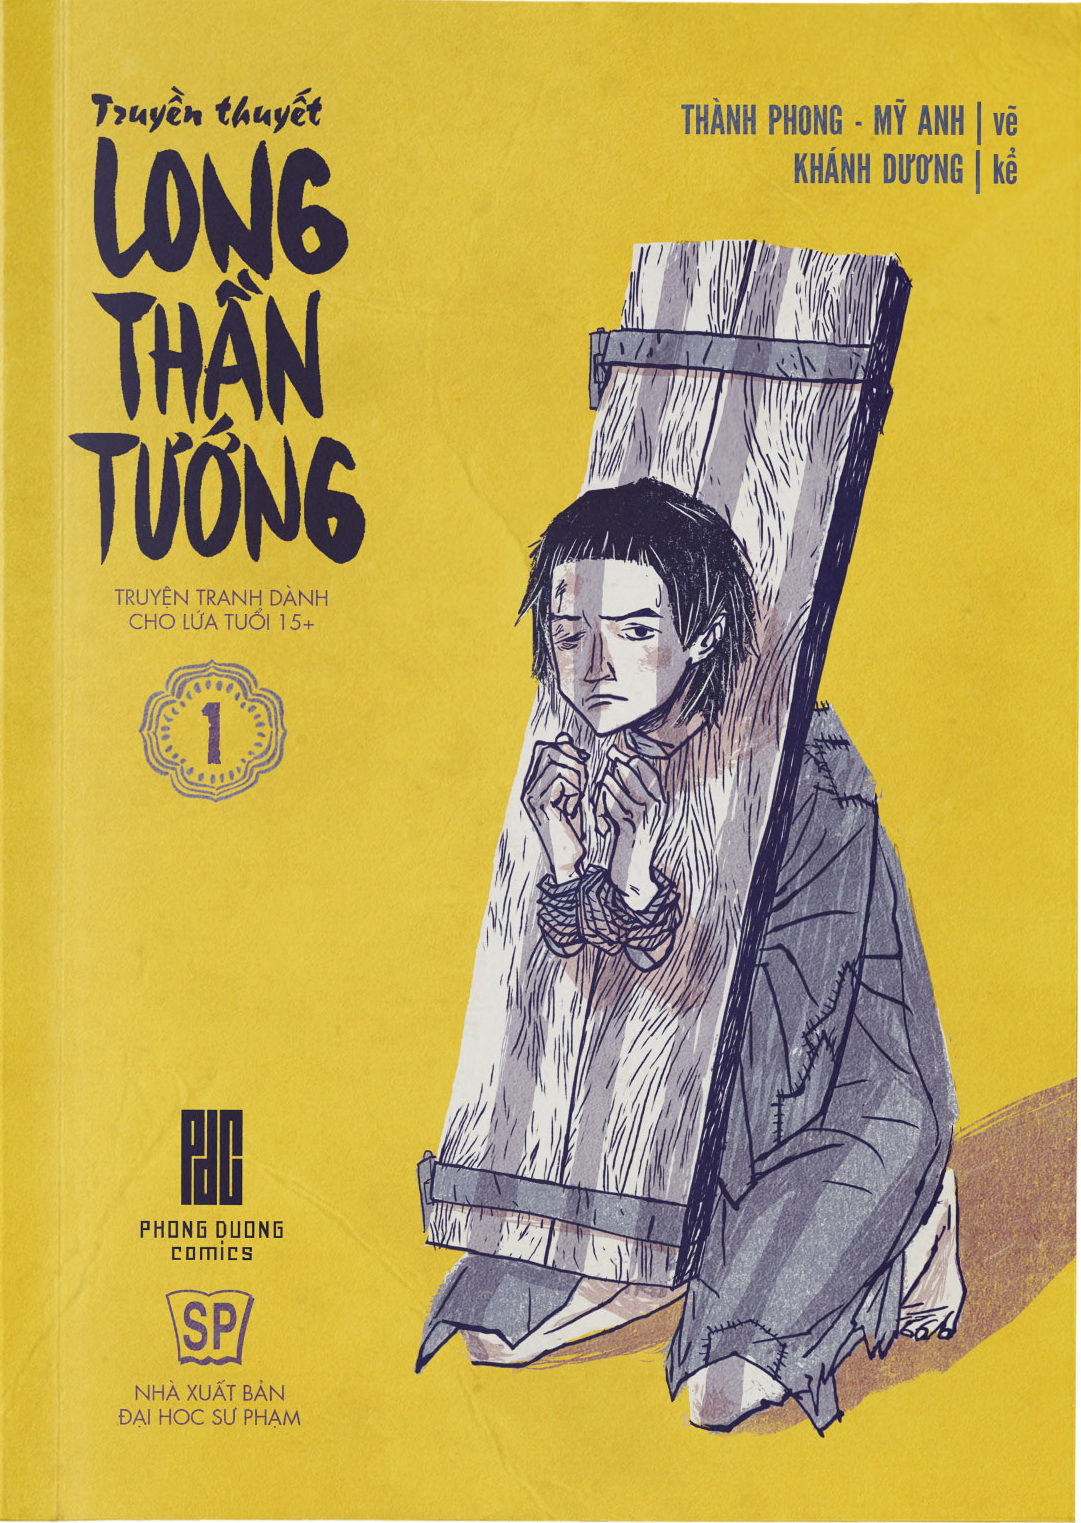 Truyền thuyết
LONG
THẦN
TƯỚNG
TRUYỆN TRANH DÀNH
CHO LỨA TUỔI 15+
1
THÀNH PHONG - MỸ ANH | vẽ
KHÁNH DƯƠNG | kể
PDC
PHONG DUONG
comics
SP
NHÀ XUẤT BẢN
ĐẠI HỌC SƯ PHẠM